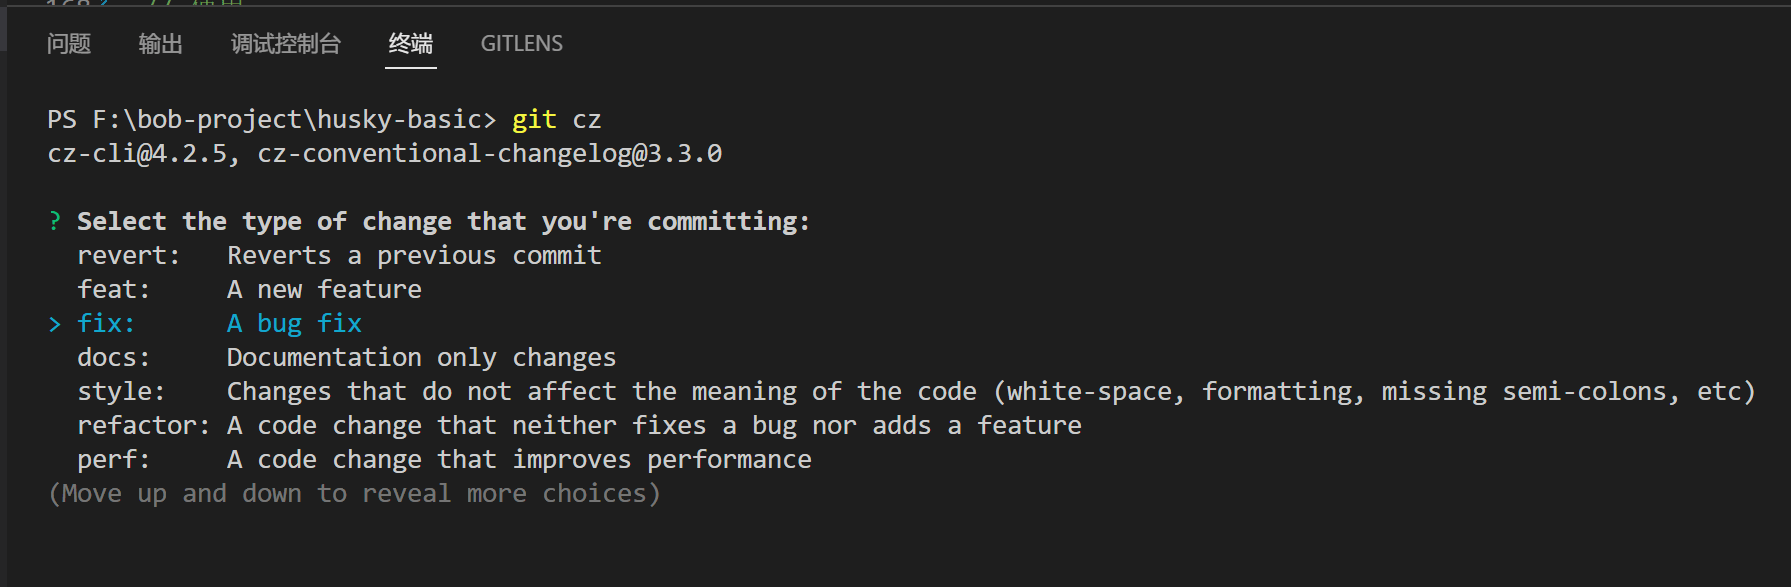 问题 输出 调试控制台 终端 GITLENS
PS F:\bob-project\husky-basic> git cz
cz-cli@4.2.5, cz-conventional-changelog@3.3.0
? Select the type of change that you're committing:
revert:   Reverts a previous commit
feat:     A new feature
> fix:      A bug fix
docs:     Documentation only changes
style:    Changes that do not affect the meaning of the code (white-space, formatting, missing semi-colons, etc)
refactor: A code change that neither fixes a bug nor adds a feature
perf:     A code change that improves performance
(Move up and down to reveal more choices)